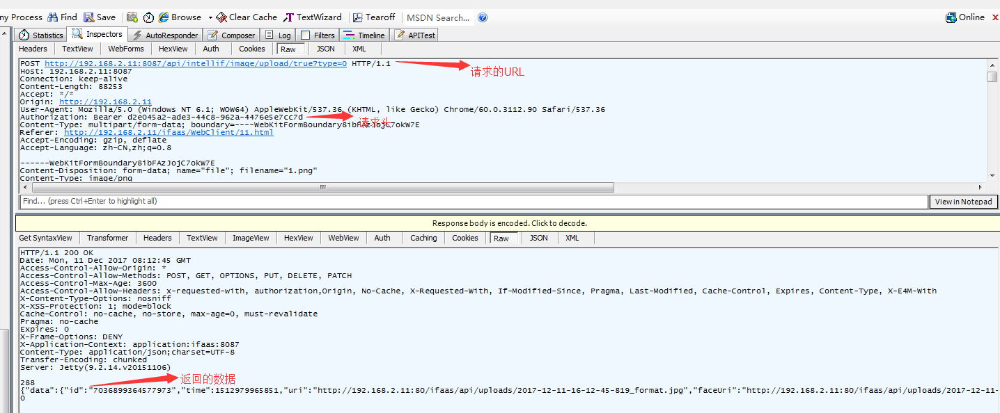 ny Process Find Save Browse Clear Cache TextWizard Tearoff MSDN Search... Online
Statistics Inspectors AutoResponder Composer Log Filters Timeline APITest
Headers TextView WebForms HexView Auth Cookies Raw JSON XML
POST http://192.168.2.11:8087/api/intellif/image/upload/true?type=0 HTTP/1.1
请求的URL
Host: 192.168.2.11:8087
Connection: keep-alive
Content-Length: 88253
Accept: */*
Origin: http://192.168.2.11
User-Agent: Mozilla/5.0 (Windows NT 6.1; WOW64) AppleWebKit/537.36 (KHTML, like Gecko) Chrome/60.0.3112.90 Safari/537.36
Authorization: Bearer d2e045a2-ade3-44c8-962a-4476e5e7cc7d
请求头
Content-Type: multipart/form-data; boundary=----WebKitFormBoundary8ibFAzJojC7okW7E
Referer: http://192.168.2.11/ifaas/WebClient/11.html
Accept-Encoding: gzip, deflate
Accept-Language: zh-CN,zh;q=0.8
------WebKitFormBoundary8ibFAzJojC7okW7E
Content-Disposition: form-data; name="file"; filename="1.png"
Content-Type: image/png
Find... (press Ctrl+Enter to highlight all) View in Notepad
Response body is encoded. Click to decode.
Get SyntaxView Transformer Headers TextView ImageView HexView WebView Auth Caching Cookies Raw JSON XML
HTTP/1.1 200 OK
Date: Mon, 11 Dec 2017 08:12:45 GMT
Access-Control-Allow-Origin: *
Access-Control-Allow-Methods: POST, GET, OPTIONS, PUT, DELETE, PATCH
Access-Control-Max-Age: 3600
Access-Control-Allow-Headers: x-requested-with, authorization,Origin, No-Cache, X-Requested-With, If-Modified-Since, Pragma, Last-Modified, Cache-Control, Expires, Content-Type, X-E4M-With
X-Content-Type-Options: nosniff
X-XSS-Protection: 1; mode=block
Cache-Control: no-cache, no-store, max-age=0, must-revalidate
Pragma: no-cache
Expires: 0
X-Frame-Options: DENY
X-Application-Context: application:ifaas:8087
Content-Type: application/json;charset=UTF-8
Transfer-Encoding: chunked
Server: Jetty(9.2.14.v20151106)
返回的数据
288
{"data":{"id":"7036899364577973","time":1512979965851,"uri":"http://192.168.2.11:80/ifaas/api/uploads/2017-12-11-16-12-45-819_format.jpg","faceUri":"http://192.168.2.11:80/ifaas/api/uploads/2017-12-11-
0